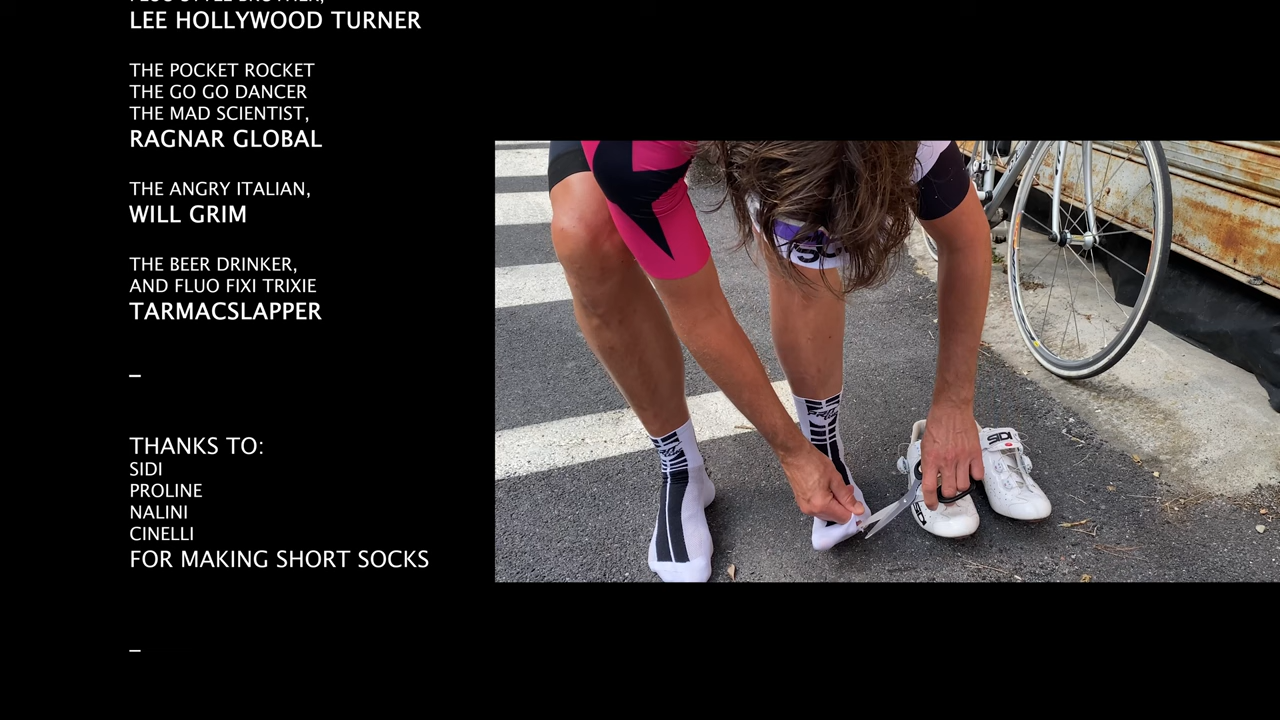 LEE HOLLYWOOD TURNER
THE POCKET ROCKET
THE GO GO DANCER
THE MAD SCIENTIST,
RAGNAR GLOBAL
THE ANGRY ITALIAN,
WILL GRIM
THE BEER DRINKER,
AND FLUO FIXI TRIXIE
TARMACSLAPPER
–
THANKS TO:
SIDI
PROLINE
NALINI
CINELLI
FOR MAKING SHORT SOCKS
–
SIDI
SIDI